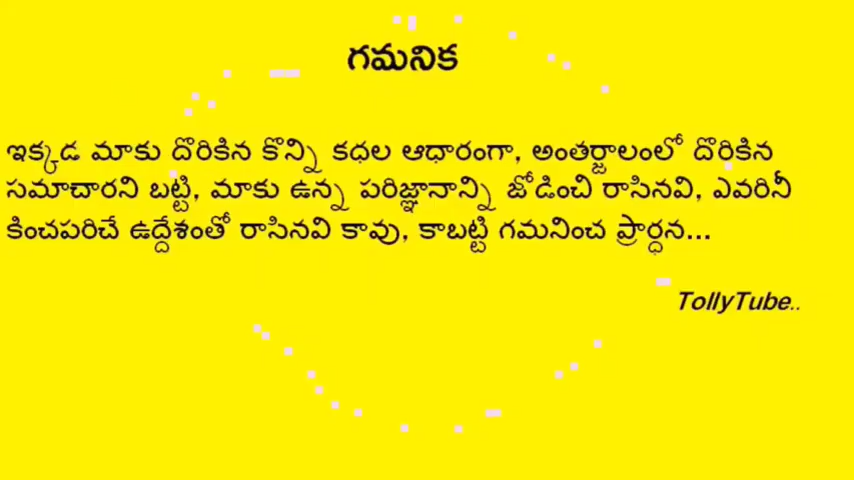 గమనిక
ఇక్కడ మాకు దొరికిన కొన్ని కధల ఆధారంగా, అంతర్జాలంలో దొరికిన
సమాచారని బట్టి, మాకు ఉన్న పరిజ్ఞానాన్ని జోడించి రాసినవి, ఎవరినీ
కించపరిచే ఉద్దేశంతో రాసినవి కావు, కాబట్టి గమనించ ప్రార్ధన...
TollyTube..